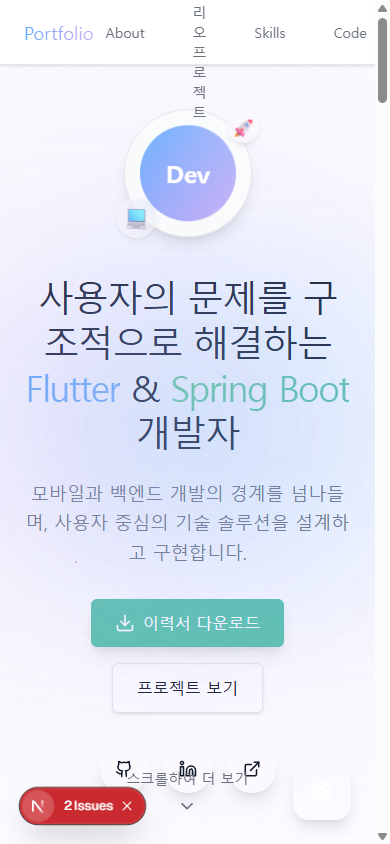 Portfolio
About
리
오
프
로
젝
트
Skills
Code
Dev
사용자의 문제를 구
조적으로 해결하는
Flutter & Spring Boot
개발자
모바일과 백엔드 개발의 경계를 넘나들
며, 사용자 중심의 기술 솔루션을 설계하
고 구현합니다.
이력서 다운로드
프로젝트 보기
스크롤하여 더 보기
N
2 Issues